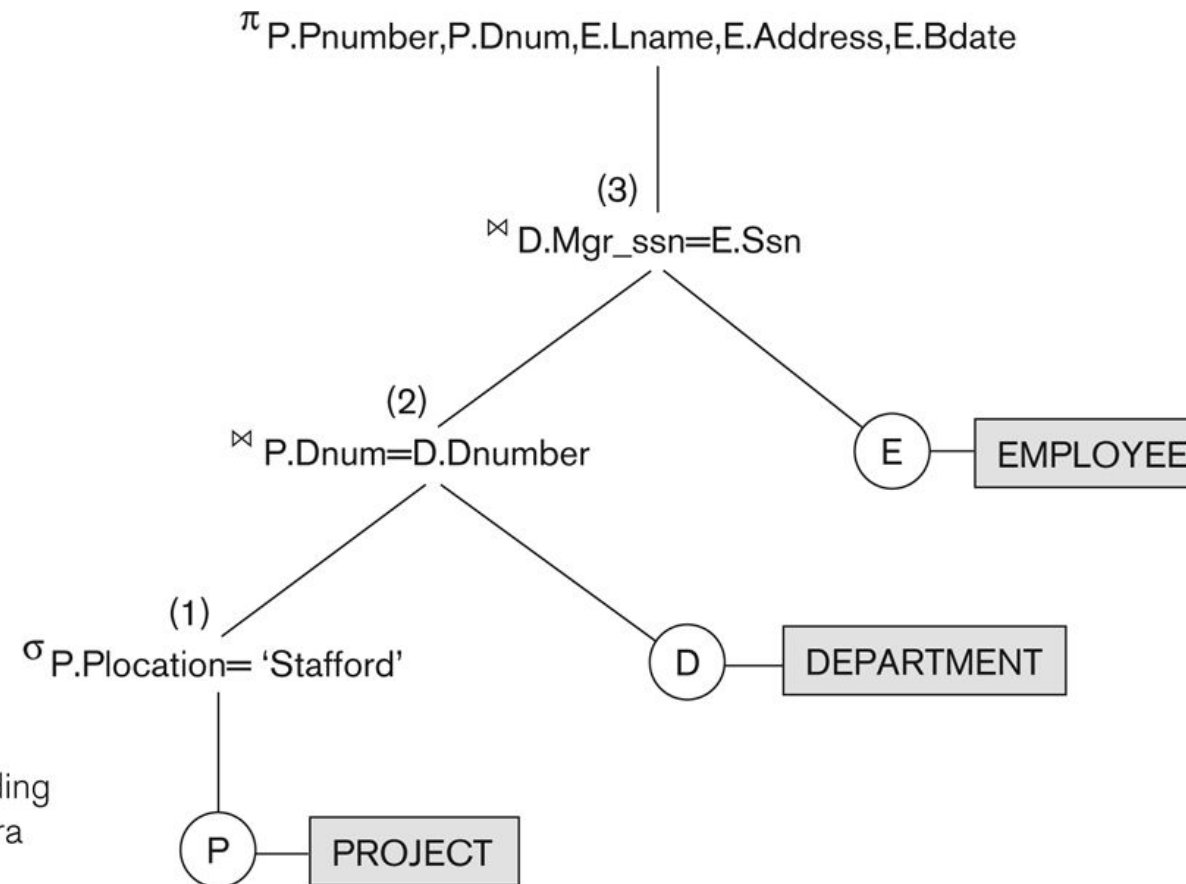 π P.Pnumber,P.Dnum,E.Lname,E.Address,E.Bdate
(3)
⋈ D.Mgr_ssn=E.Ssn
(2)
⋈ P.Dnum=D.Dnumber
E
EMPLOYEE
(1)
σ P.Plocation= ‘Stafford’
D
DEPARTMENT
P
PROJECT